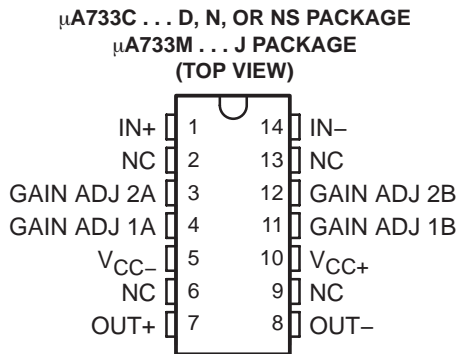 μA733C . . . D, N, OR NS PACKAGE
μA733M . . . J PACKAGE
(TOP VIEW)
IN+ 1 14 IN−
NC 2 13 NC
GAIN ADJ 2A 3 12 GAIN ADJ 2B
GAIN ADJ 1A 4 11 GAIN ADJ 1B
VCC− 5 10 VCC+
NC 6 9 NC
OUT+ 7 8 OUT−